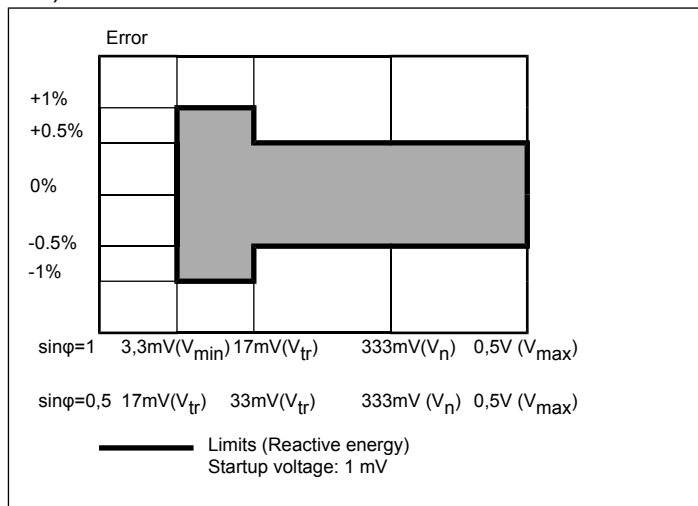 Error
+1%
+0.5%
0%
-0.5%
-1%
sinφ=1 3,3mV(Vmin) 17mV(Vtr) 333mV(Vn) 0,5V (Vmax)
sinφ=0,5 17mV(Vtr) 33mV(Vtr) 333mV (Vn) 0,5V (Vmax)
Limits (Reactive energy)
Startup voltage: 1 mV